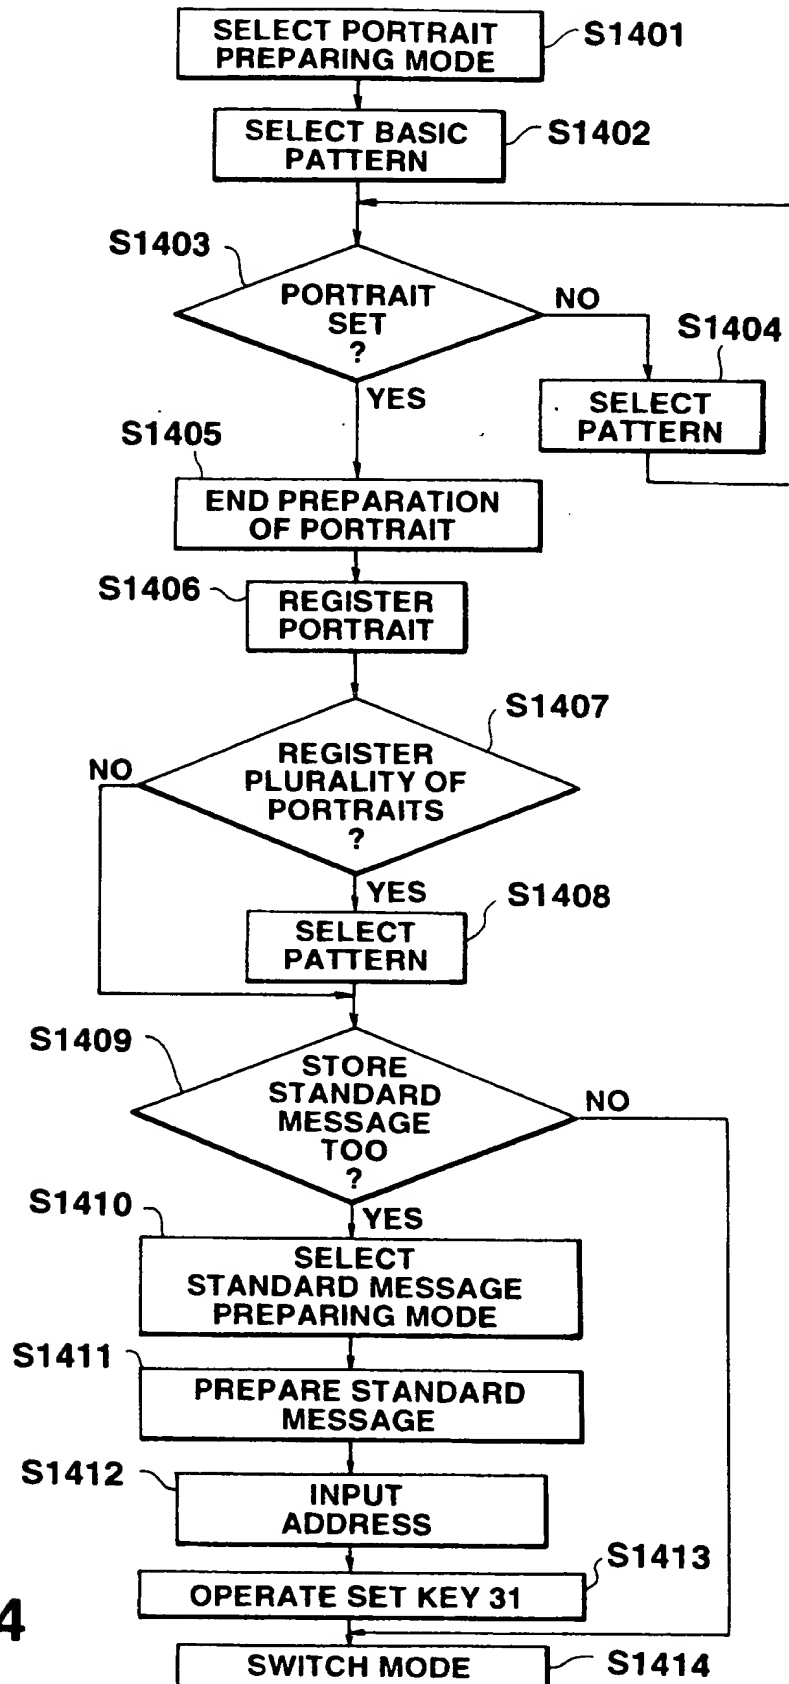 SELECT PORTRAIT
PREPARING MODE
S1401
SELECT BASIC
PATTERN
S1402
S1403
PORTRAIT
SET
?
NO
S1404
YES
SELECT
PATTERN
S1405
END PREPARATION
OF PORTRAIT
S1406
REGISTER
PORTRAIT
S1407
REGISTER
PLURALITY OF
PORTRAITS
?
NO
YES
S1408
SELECT
PATTERN
S1409
STORE
STANDARD
MESSAGE
TOO
?
NO
S1410
YES
SELECT
STANDARD MESSAGE
PREPARING MODE
S1411
PREPARE STANDARD
MESSAGE
S1412
INPUT
ADDRESS
S1413
OPERATE SET KEY 31
4
SWITCH MODE
S1414